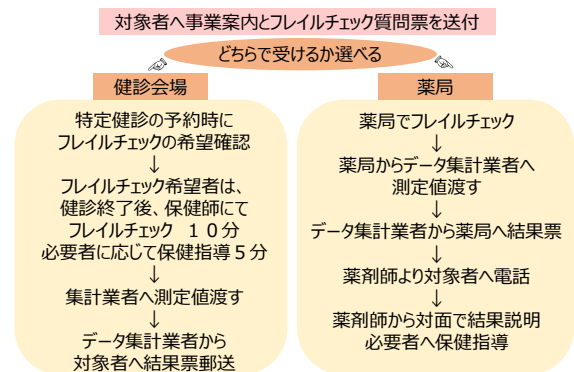 対象者へ事業案内とフレイルチェック質問票を送付
どちらで受けるか選べる
健診会場
特定健診の予約時に
フレイルチェックの希望確認
↓
フレイルチェック希望者は、
健診終了後、保健師にて
フレイルチェック　１０分
必要者に応じて保健指導５分
↓
集計業者へ測定値渡す
↓
データ集計業者から
対象者へ結果票郵送
薬局
薬局でフレイルチェック
↓
薬局からデータ集計業者へ
測定値渡す
↓
データ集計業者から薬局へ結果票
↓
薬剤師より対象者へ電話
↓
薬剤師から対面で結果説明
必要者へ保健指導